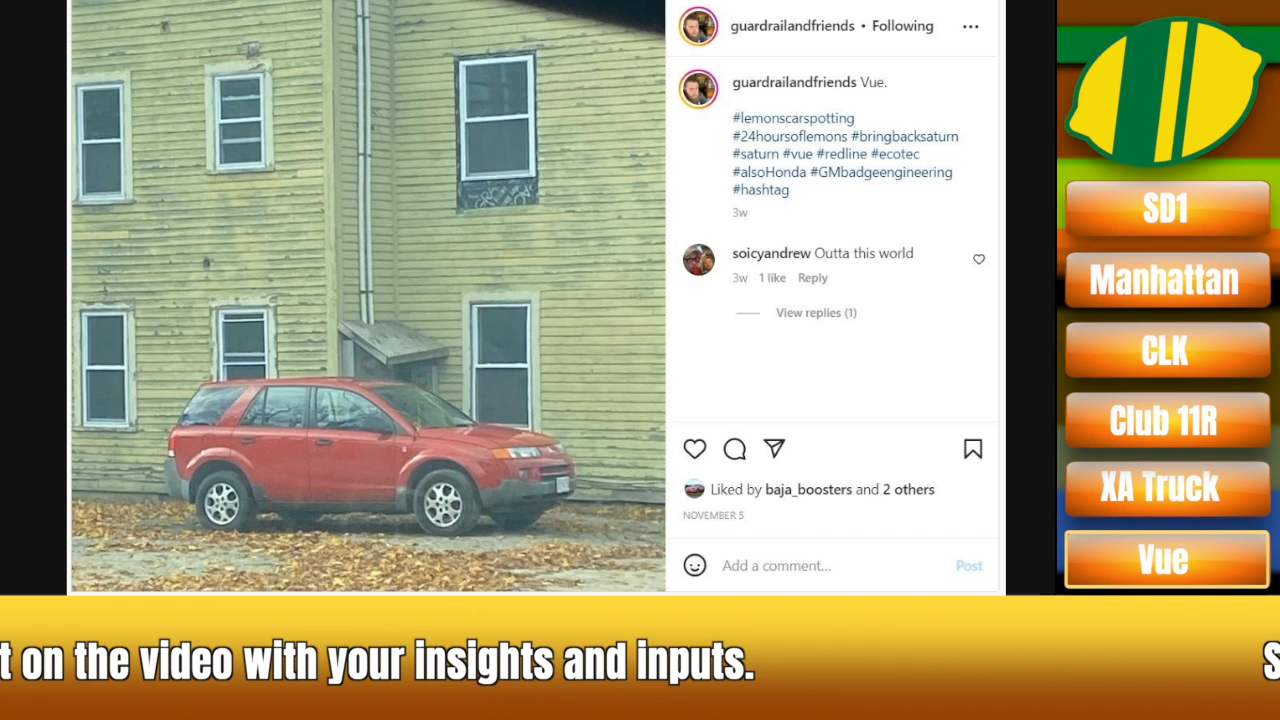 guardrailandfriends • Following
guardrailandfriends Vue.
#lemonscarspotting
#24hoursoflemons #bringbacksaturn
#saturn #vue #redline #ecotec
#alsoHonda #GMbadgeengineering
#hashtag
3w
soicyandrew Outta this world
3w 1 like Reply
View replies (1)
Liked by baja_boosters and 2 others
NOVEMBER 5
Add a comment... Post
SD1
Manhattan
CLK
Club 11R
XA Truck
Vue
t on the video with your insights and inputs.
S